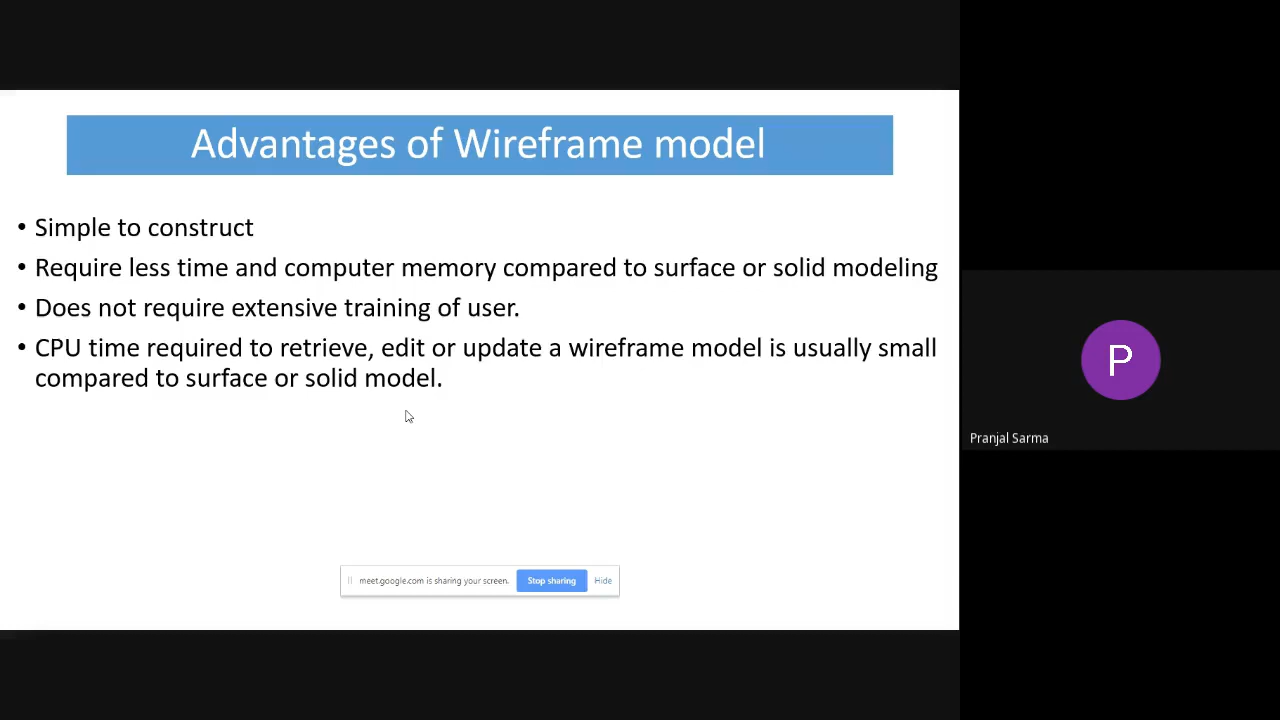 Advantages of Wireframe model
• Simple to construct
• Require less time and computer memory compared to surface or solid modeling
• Does not require extensive training of user.
• CPU time required to retrieve, edit or update a wireframe model is usually small
compared to surface or solid model.
meet.google.com is sharing your screen. Stop sharing Hide
P
Pranjal Sarma